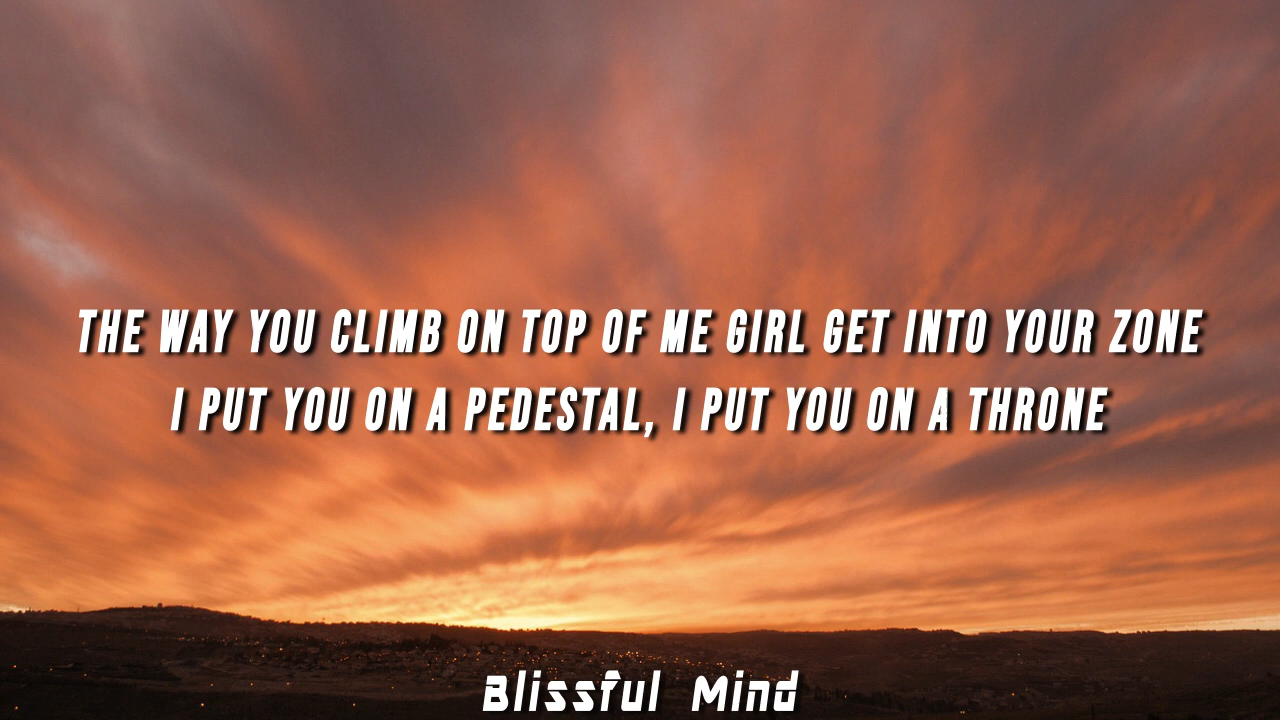 THE WAY YOU CLIMB ON TOP OF ME GIRL GET INTO YOUR ZONE
I PUT YOU ON A PEDESTAL, I PUT YOU ON A THRONE
Blissful Mind